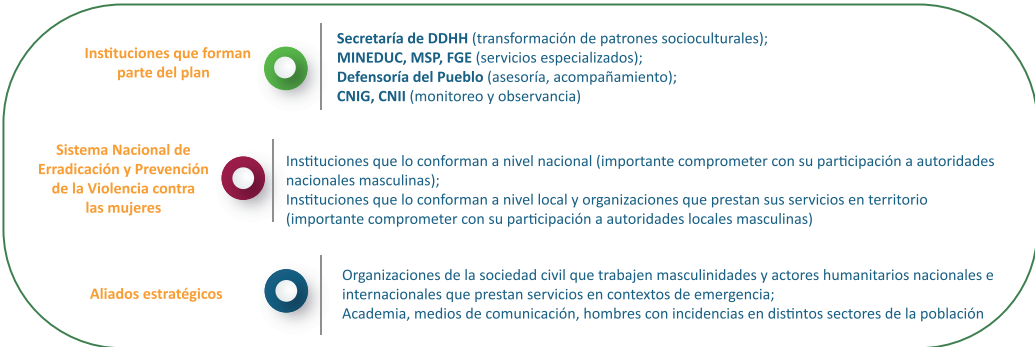 Instituciones que forman
parte del plan
Secretaría de DDHH (transformación de patrones socioculturales);
MINEDUC, MSP, FGE (servicios especializados);
Defensoría del Pueblo (asesoría, acompañamiento);
CNIG, CNII (monitoreo y observancia)
Sistema Nacional de
Erradicación y Prevención
de la Violencia contra
las mujeres
Instituciones que lo conforman a nivel nacional (importante comprometer con su participación a autoridades
nacionales masculinas);
Instituciones que lo conforman a nivel local y organizaciones que prestan sus servicios en territorio
(importante comprometer con su participación a autoridades locales masculinas)
Aliados estratégicos
Organizaciones de la sociedad civil que trabajen masculinidades y actores humanitarios nacionales e
internacionales que prestan servicios en contextos de emergencia;
Academia, medios de comunicación, hombres con incidencias en distintos sectores de la población